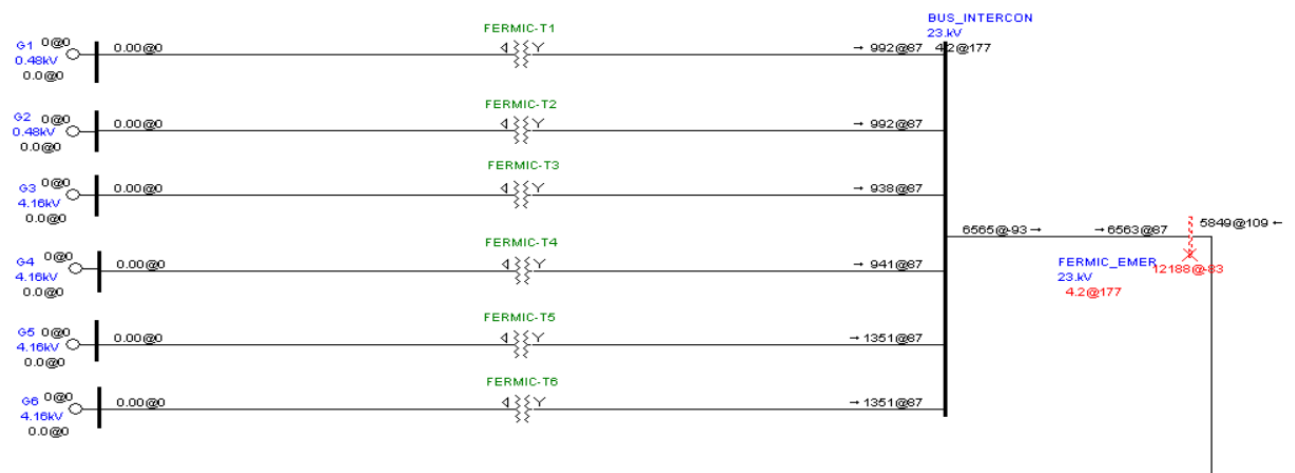 FERMIC-T1
BUS_INTERCON
23.kV
G1 0@0
0.48kV
0.0@0
0.00@0
→ 992@87 4.2@177
FERMIC-T2
G2 0@0
0.48kV
0.0@0
0.00@0
→ 992@87
FERMIC-T3
G3 0@0
4.16kV
0.0@0
0.00@0
→ 938@87
5849@109 ←
6565@-93 →
→ 6563@87
FERMIC-T4
G4 0@0
4.16kV
0.0@0
0.00@0
→ 941@87
FERMIC_EMER
23.kV
4.2@177
12188@-83
FERMIC-T5
G5 0@0
4.16kV
0.0@0
0.00@0
→ 1351@87
FERMIC-T6
G6 0@0
4.16kV
0.0@0
0.00@0
→ 1351@87